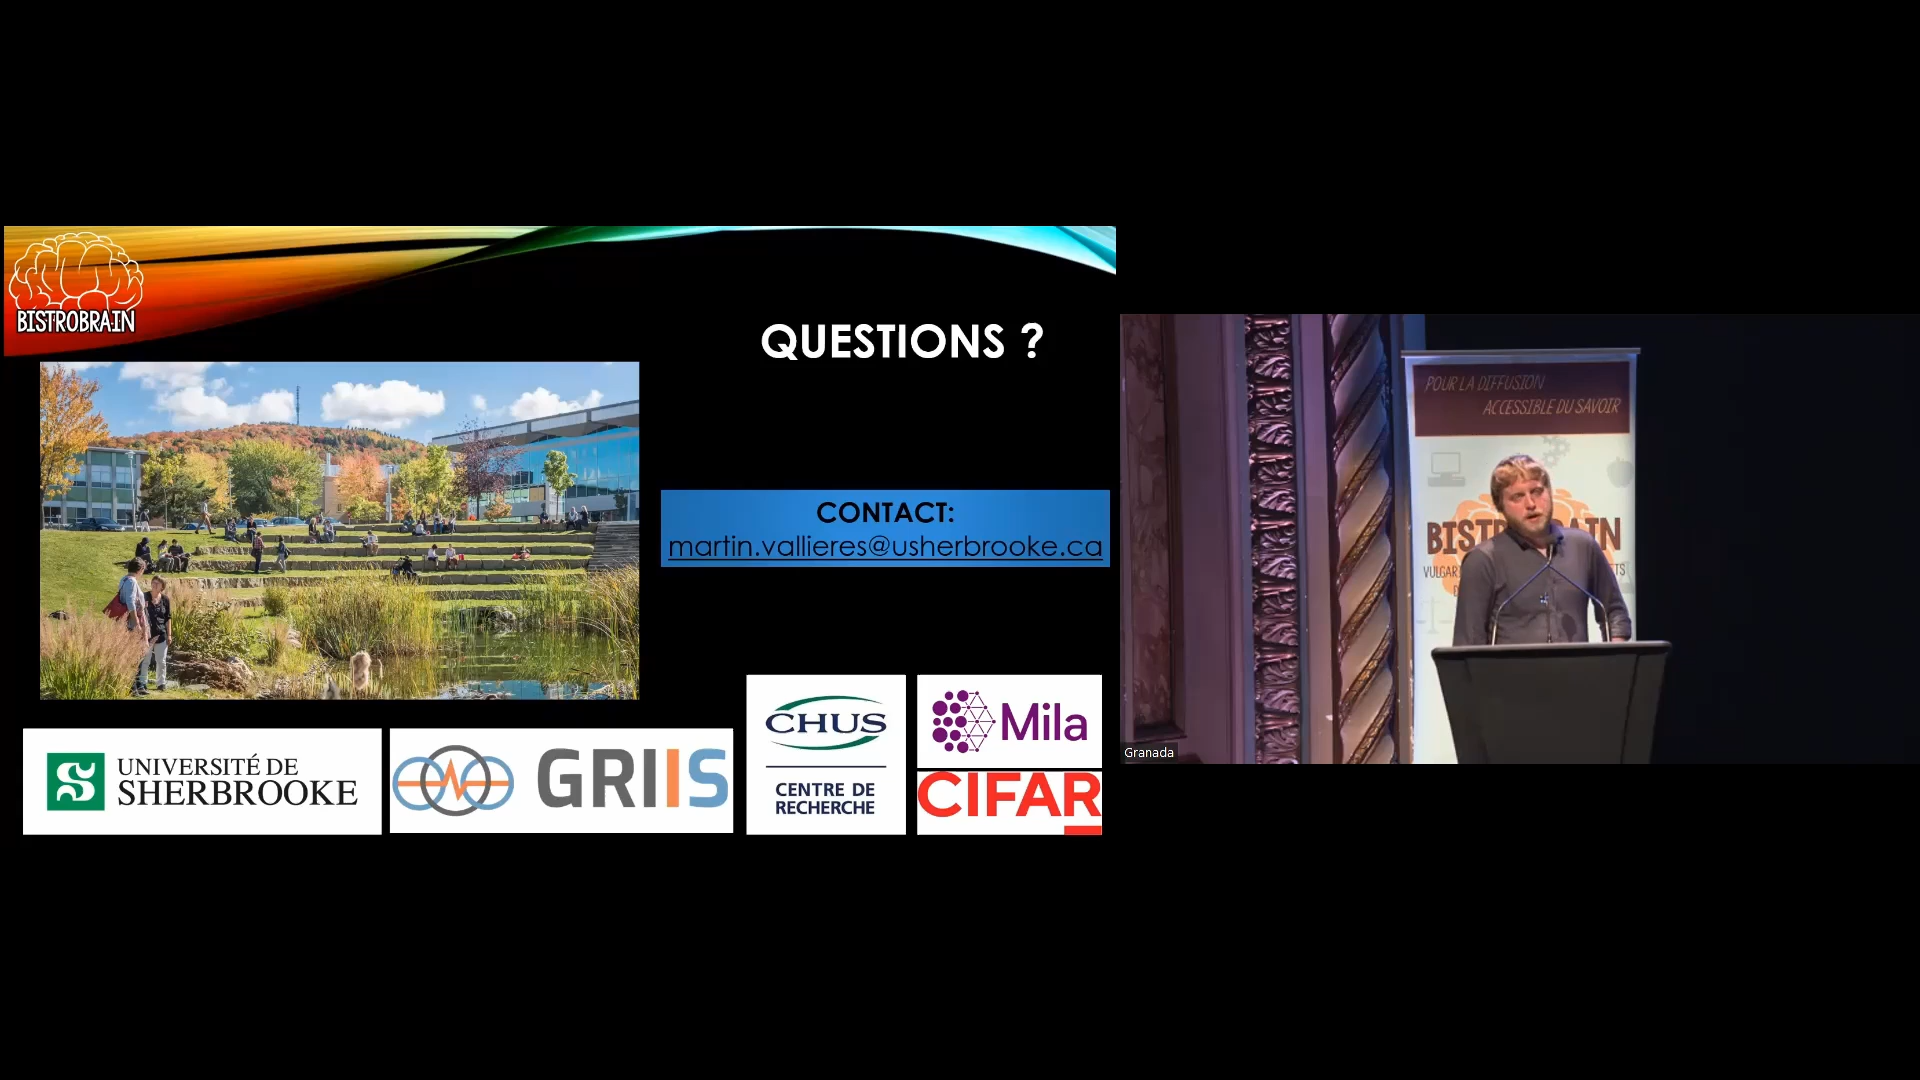 BISTROBRAIN
QUESTIONS ?
CONTACT:
martin.vallieres@usherbrooke.ca
UNIVERSITÉ DE
SHERBROOKE
GRIIS
CHUS
CENTRE DE
RECHERCHE
Mila
CIFAR
POUR LA DIFFUSION
ACCESSIBLE DU SAVOIR
Granada